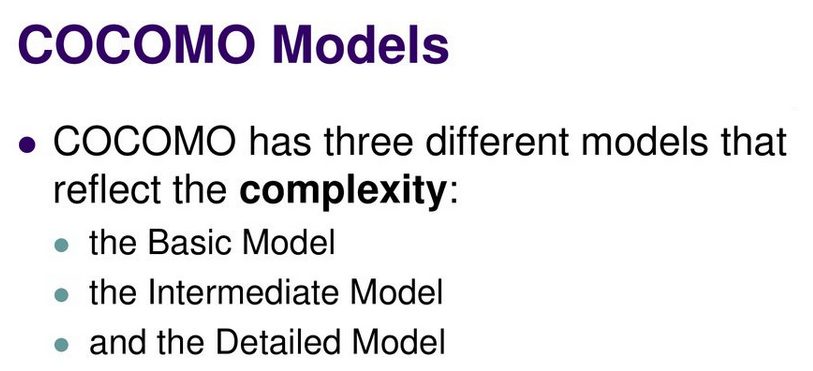 COCOMO Models
COCOMO has three different models that
reflect the complexity:
the Basic Model
the Intermediate Model
and the Detailed Model